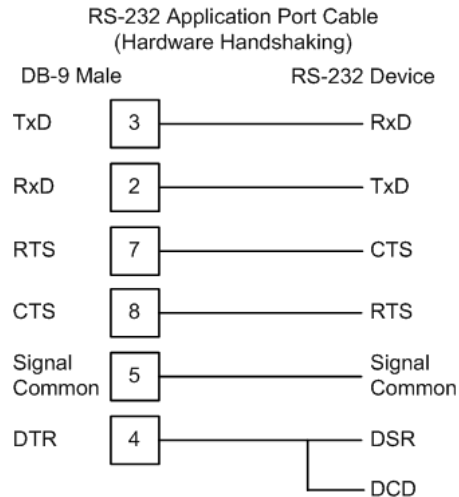 RS-232 Application Port Cable
(Hardware Handshaking)
DB-9 Male RS-232 Device
TxD 3 RxD
RxD 2 TxD
RTS 7 CTS
CTS 8 RTS
Signal Common 5 Signal Common
DTR 4 DSR
DCD